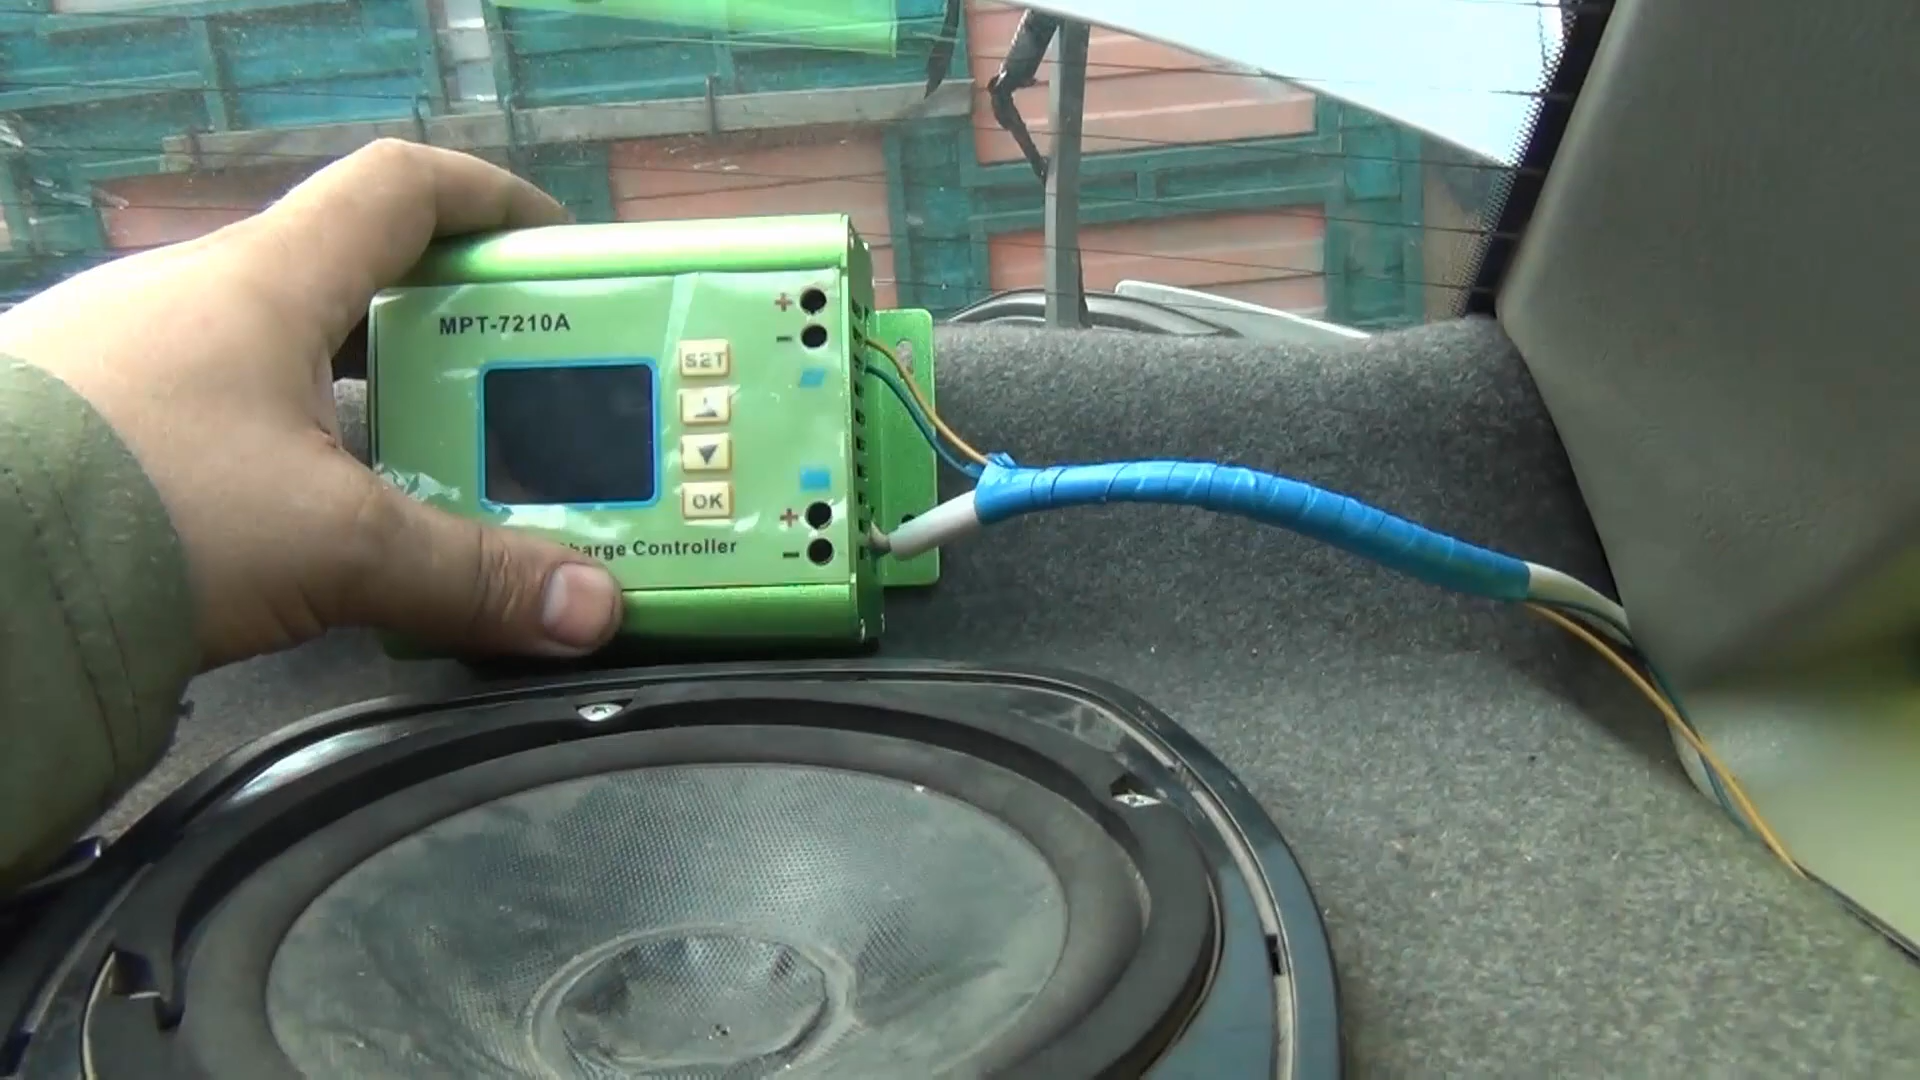 MPT-7210A
SET
OK
+
-
+
-
Charge Controller